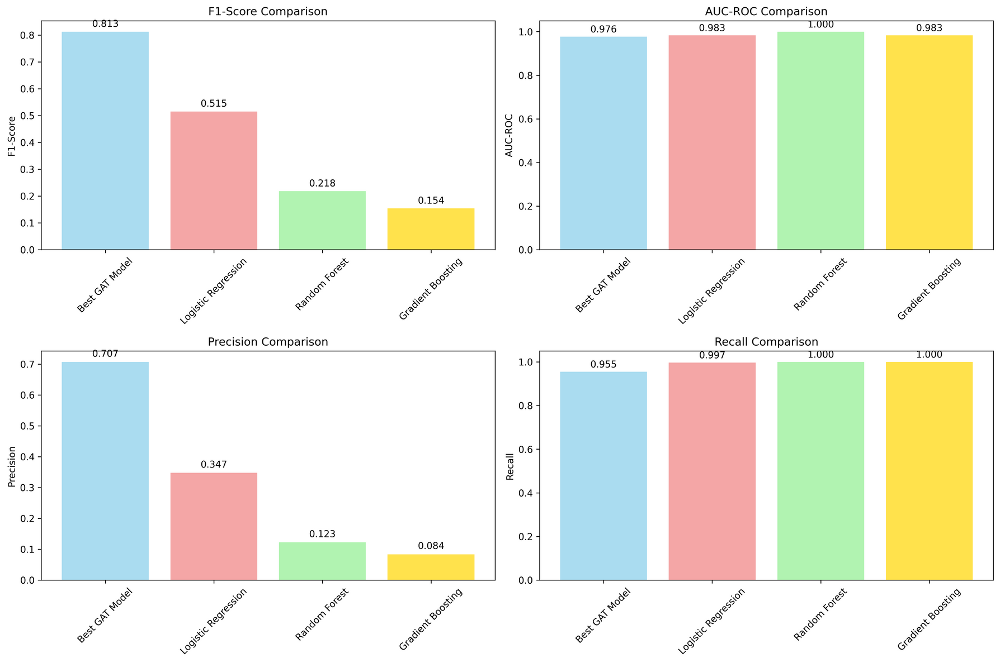 F1-Score Comparison
F1-Score
0.8
0.7
0.6
0.5
0.4
0.3
0.2
0.1
0.0
0.813
0.515
0.218
0.154
Best GAT Model
Logistic Regression
Random Forest
Gradient Boosting
AUC-ROC Comparison
AUC-ROC
1.0
0.8
0.6
0.4
0.2
0.0
0.976
0.983
1.000
0.983
Best GAT Model
Logistic Regression
Random Forest
Gradient Boosting
Precision Comparison
Precision
0.7
0.6
0.5
0.4
0.3
0.2
0.1
0.0
0.707
0.347
0.123
0.084
Best GAT Model
Logistic Regression
Random Forest
Gradient Boosting
Recall Comparison
Recall
1.0
0.8
0.6
0.4
0.2
0.0
0.955
0.997
1.000
1.000
Best GAT Model
Logistic Regression
Random Forest
Gradient Boosting